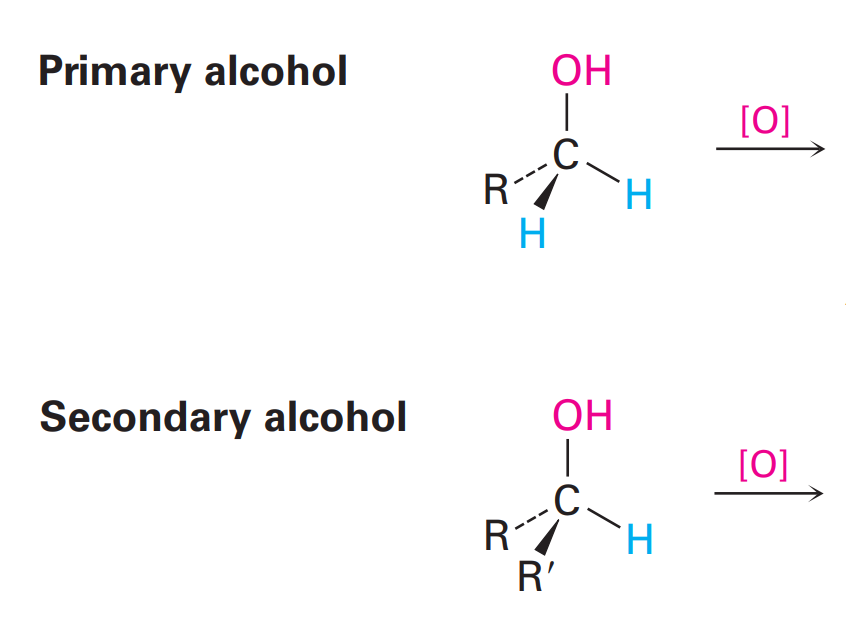 Primary alcohol
OH
[O]
C
R
H
H
Secondary alcohol
OH
[O]
C
R
H
R′